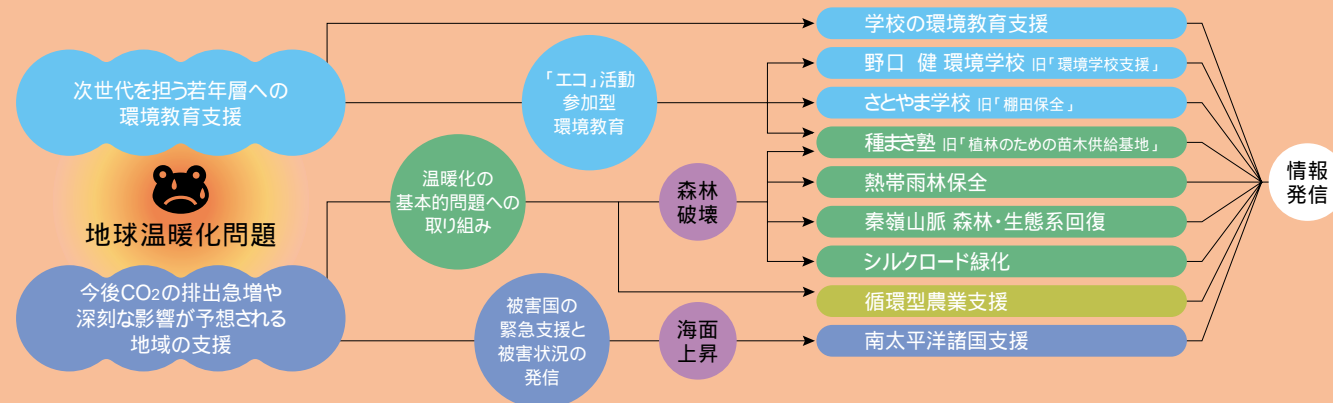 次世代を担う若年層への
環境教育支援
地球温暖化問題
今後CO2の排出急増や
深刻な影響が予想される
地域の支援
「エコ」活動
参加型
環境教育
温暖化の
基本的問題への
取り組み
被害国の
緊急支援と
被害状況の
発信
森林
破壊
海面
上昇
学校の環境教育支援
野口 健 環境学校 旧「環境学校支援」
さとやま学校 旧「棚田保全」
種まき塾 旧「植林のための苗木供給基地」
熱帯雨林保全
秦嶺山脈 森林・生態系回復
シルクロード緑化
循環型農業支援
南太平洋諸国支援
情報
発信